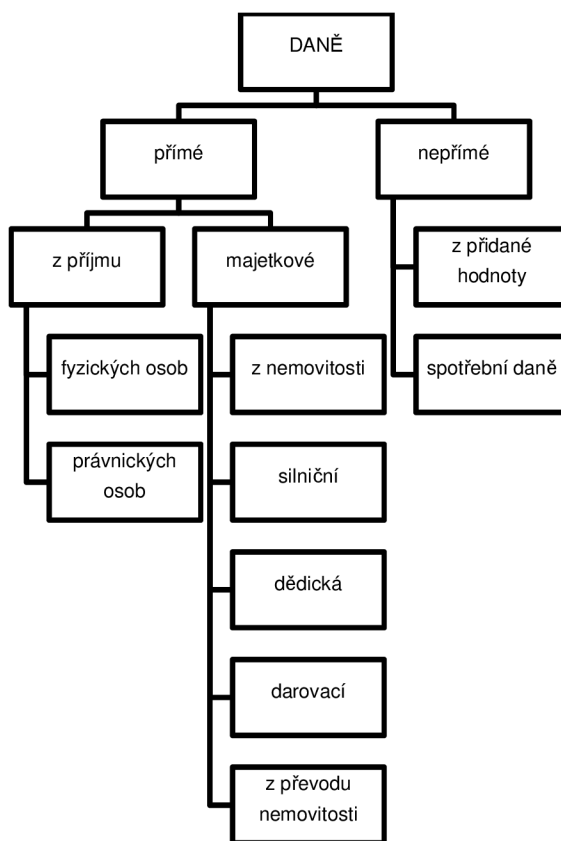 DANĚ
přímé
nepřímé
z příjmu
majetkové
z přidané
hodnoty
fyzických osob
z nemovitosti
spotřební daně
právnických
osob
silniční
dědická
darovací
z převodu
nemovitosti